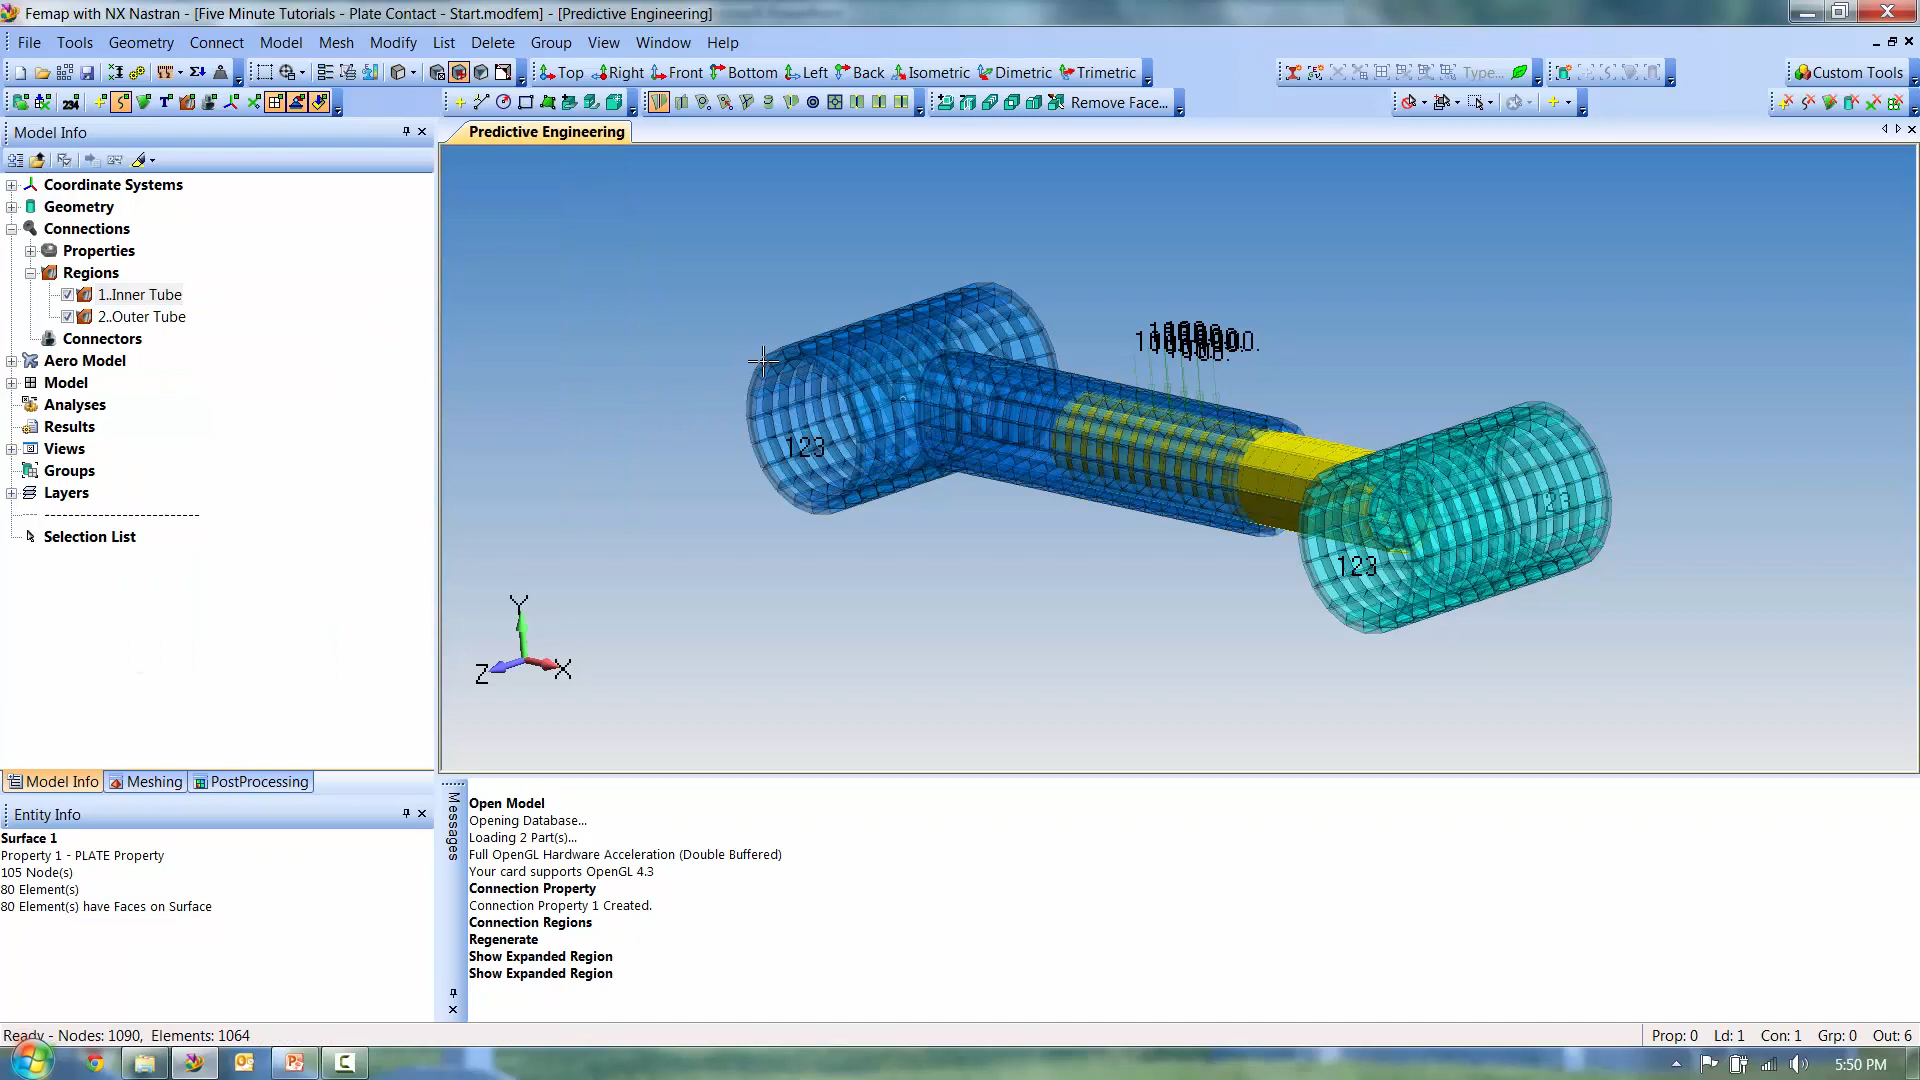 Femap with NX Nastran - [Five Minute Tutorials - Plate Contact - Start.modfem] - [Predictive Engineering]
File Tools Geometry Connect Model Mesh Modify List Delete Group View Window Help
Top Right Front Bottom Left Back Isometric Dimetric Trimetric Type... Custom Tools
234 T Remove Face...
Model Info
Predictive Engineering
Coordinate Systems
Geometry
Connections
Properties
Regions
1..Inner Tube
2..Outer Tube
Connectors
Aero Model
Model
Analyses
Results
Views
Groups
Layers
Selection List
123
123
123
Y
Z
X
Model Info Meshing PostProcessing
Entity Info
Surface 1
Property 1 - PLATE Property
105 Node(s)
80 Element(s)
80 Element(s) have Faces on Surface
Messages
Open Model
Opening Database...
Loading 2 Part(s)...
Full OpenGL Hardware Acceleration (Double Buffered)
Your card supports OpenGL 4.3
Connection Property
Connection Property 1 Created.
Connection Regions
Regenerate
Show Expanded Region
Show Expanded Region
Ready - Nodes: 1090, Elements: 1064
Prop: 0 Ld: 1 Con: 1 Grp: 0 Out: 6
5:50 PM